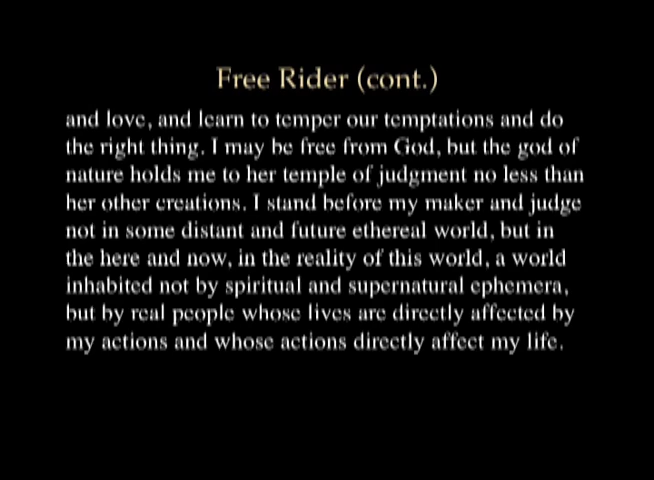 Free Rider (cont.)
and love, and learn to temper our temptations and do
the right thing. I may be free from God, but the god of
nature holds me to her temple of judgment no less than
her other creations. I stand before my maker and judge
not in some distant and future ethereal world, but in
the here and now, in the reality of this world, a world
inhabited not by spiritual and supernatural ephemera,
but by real people whose lives are directly affected by
my actions and whose actions directly affect my life.